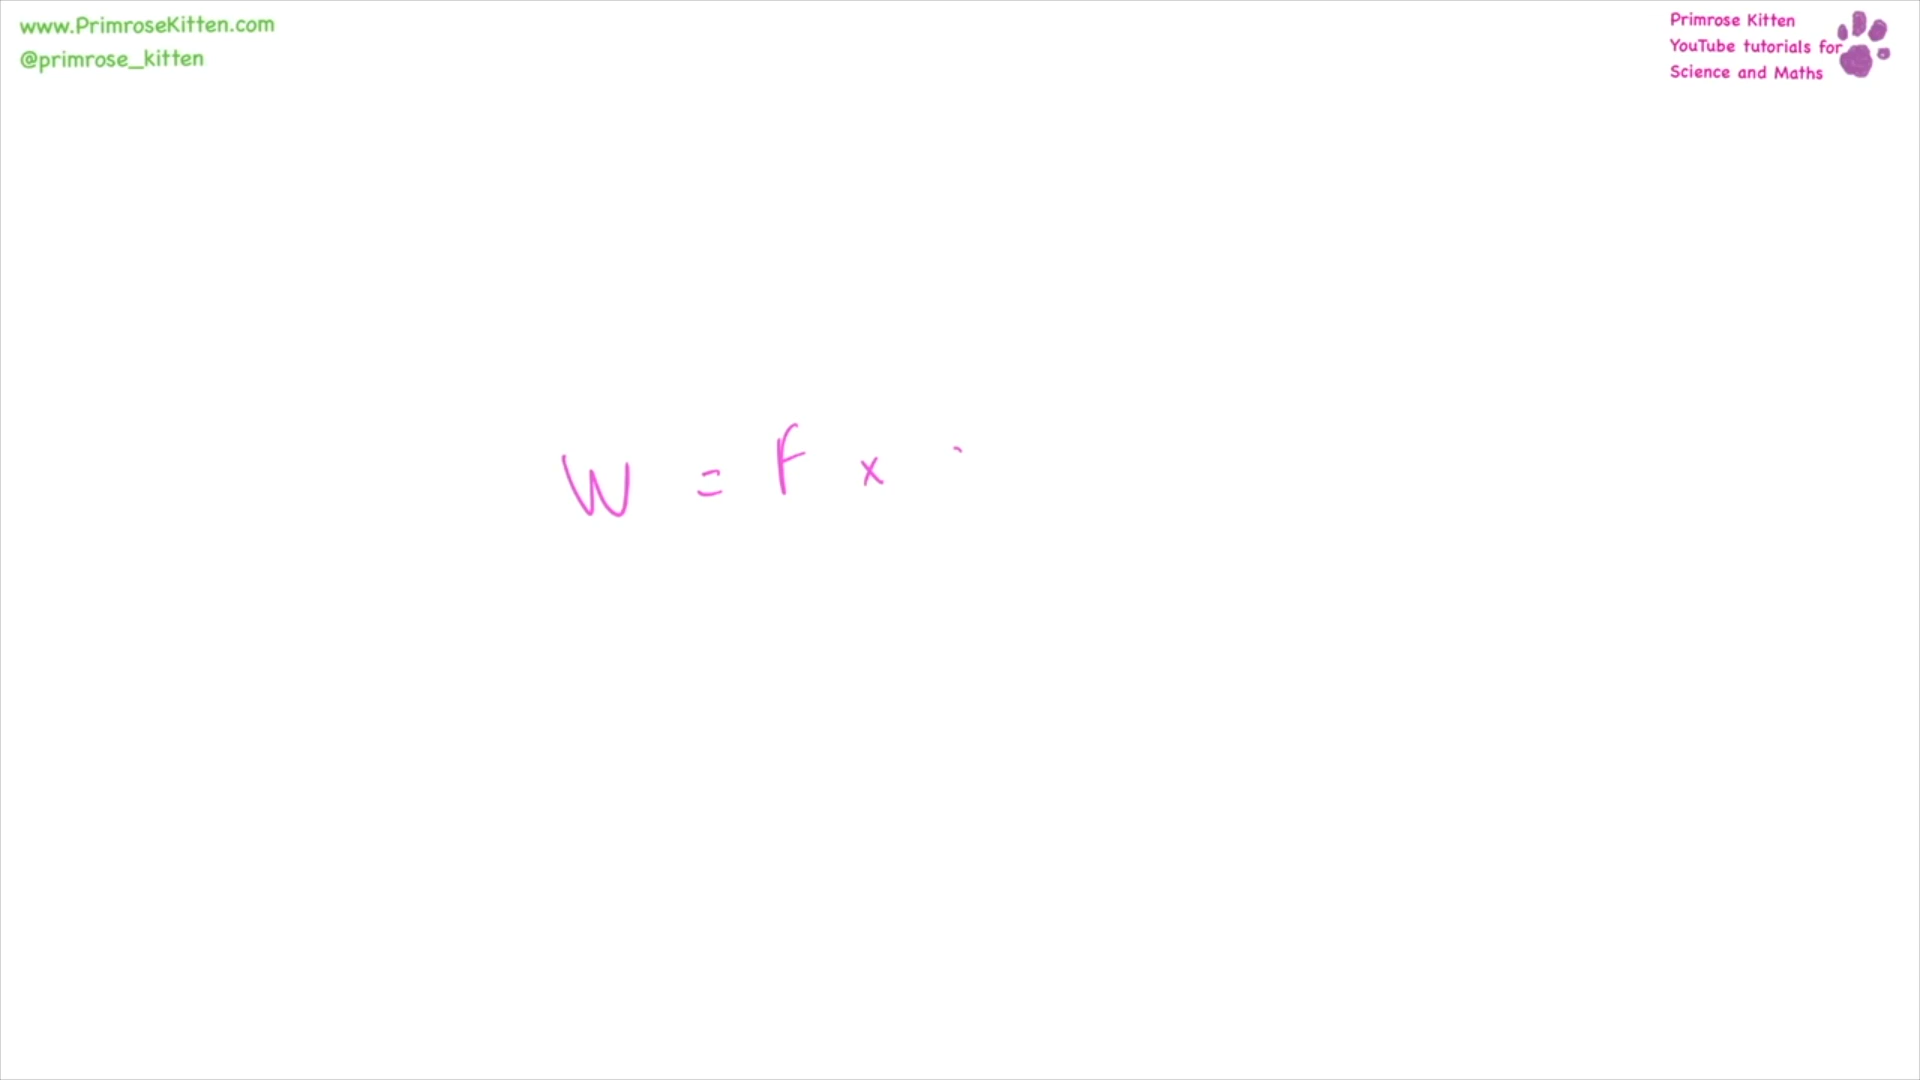 www.PrimroseKitten.com
@primrose_kitten
Primrose Kitten
YouTube tutorials for
Science and Maths
W = F x